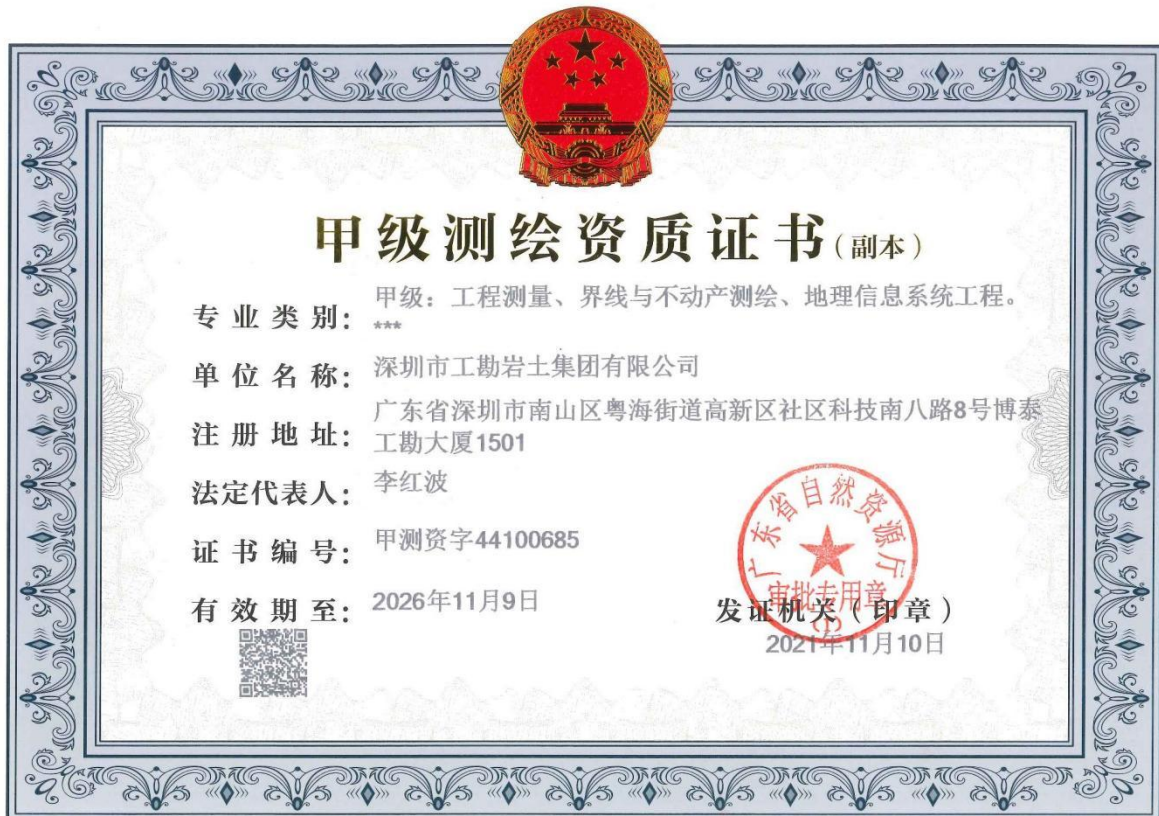 甲级测绘资质证书(副本)
专业类别: 甲级：工程测量、界线与不动产测绘、地理信息系统工程。
***
单位名称: 深圳市工勘岩土集团有限公司
注册地址: 广东省深圳市南山区粤海街道高新区社区科技南八路8号博泰
工勘大厦1501
法定代表人: 李红波
证书编号: 甲测资字44100685
有效期至: 2026年11月9日
广东省自然资源厅
审批专用章
(1)
发证机关(印章)
2021年11月10日